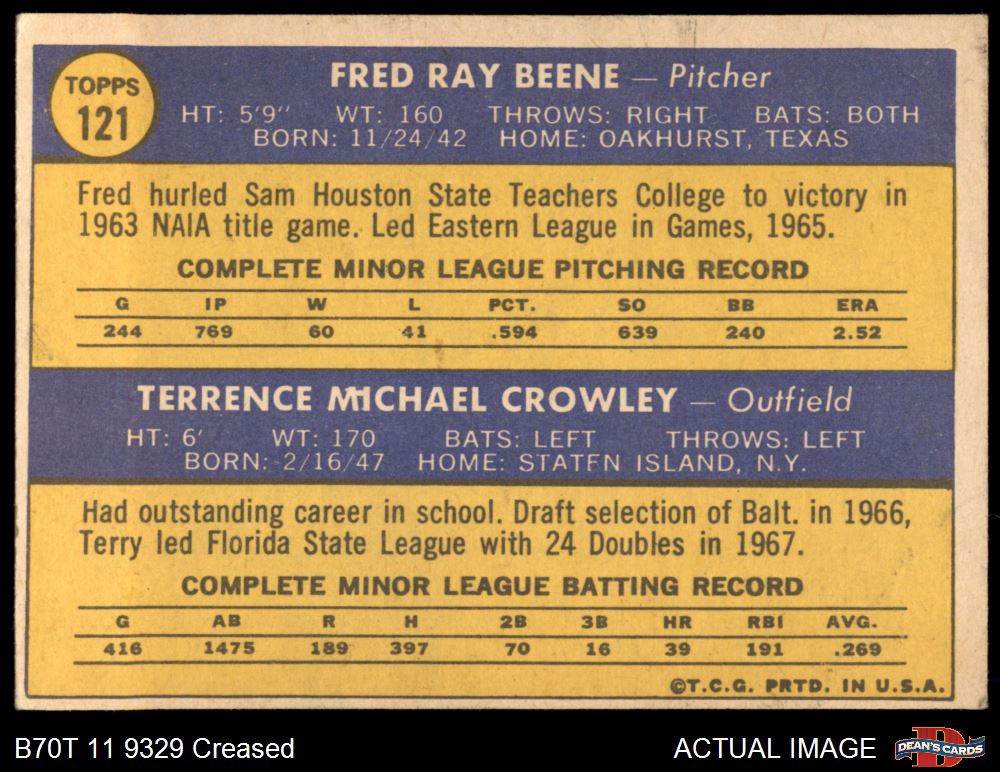 TOPPS
121
FRED RAY BEENE — Pitcher
HT: 5'9" WT: 160 THROWS: RIGHT BATS: BOTH
BORN: 11/24/42 HOME: OAKHURST, TEXAS
Fred hurled Sam Houston State Teachers College to victory in
1963 NAIA title game. Led Eastern League in Games, 1965.
COMPLETE MINOR LEAGUE PITCHING RECORD
G IP W L PCT. SO BB ERA
244 769 60 41 .594 639 240 2.52
TERRENCE MICHAEL CROWLEY — Outfield
HT: 6' WT: 170 BATS: LEFT THROWS: LEFT
BORN: 2/16/47 HOME: STATEN ISLAND, N.Y.
Had outstanding career in school. Draft selection of Balt. in 1966,
Terry led Florida State League with 24 Doubles in 1967.
COMPLETE MINOR LEAGUE BATTING RECORD
G AB R H 2B 3B HR RBI AVG.
416 1475 189 397 70 16 39 191 .269
©T.C.G. PRTD. IN U.S.A.
B70T 11 9329 Creased
ACTUAL IMAGE
DEAN'S CARDS